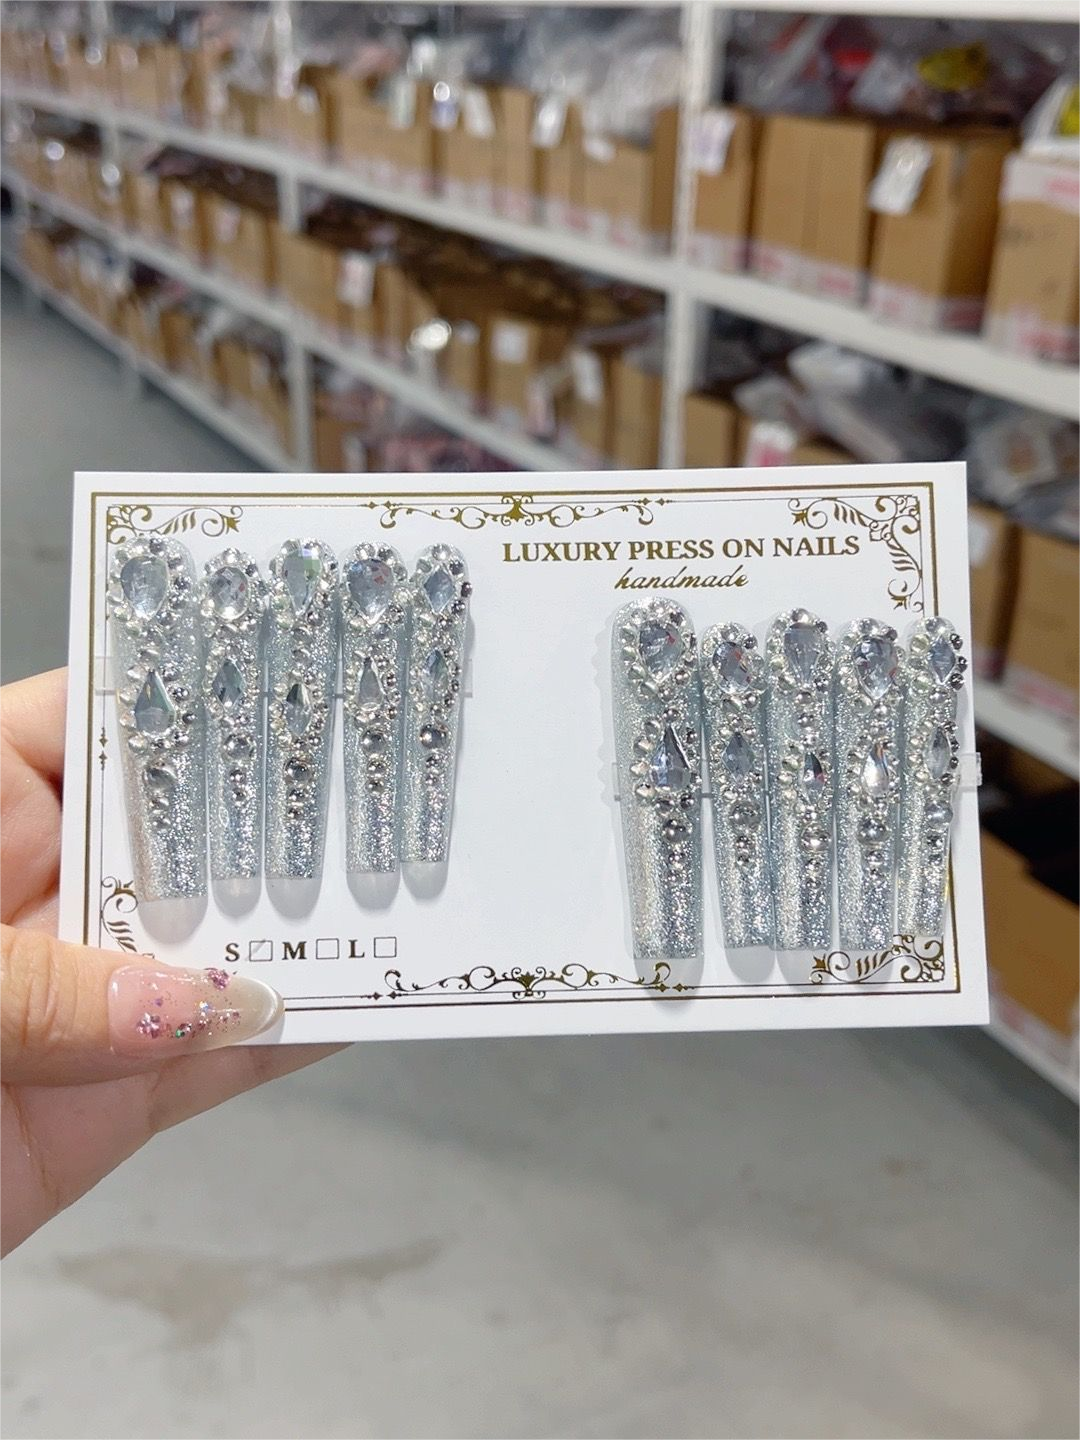 LUXURY PRESS ON NAILS
handmade
S M L